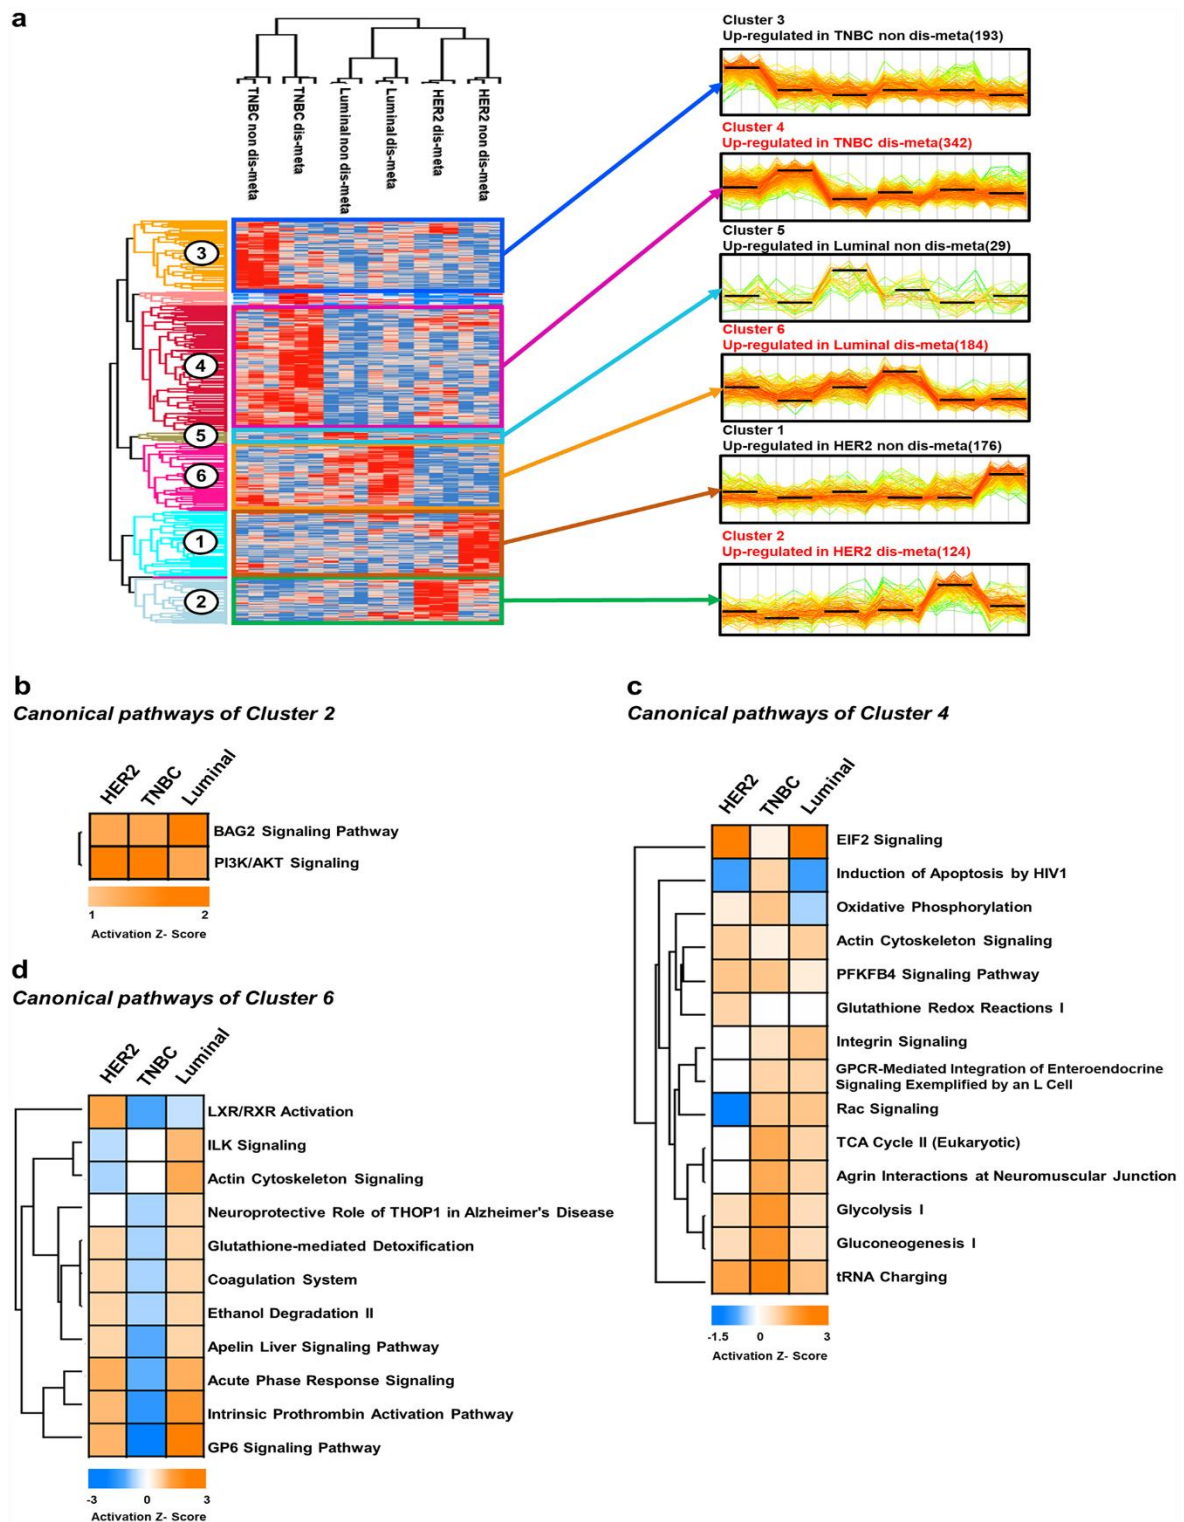 a
TNBC non dis-meta
TNBC dis-meta
Luminal non dis-meta
Luminal dis-meta
HER2 dis-meta
HER2 non dis-meta
3
4
5
6
1
2
Cluster 3
Up-regulated in TNBC non dis-meta(193)
Cluster 4
Up-regulated in TNBC dis-meta(342)
Cluster 5
Up-regulated in Luminal non dis-meta(29)
Cluster 6
Up-regulated in Luminal dis-meta(184)
Cluster 1
Up-regulated in HER2 non dis-meta(176)
Cluster 2
Up-regulated in HER2 dis-meta(124)
b
Canonical pathways of Cluster 2
HER2
TNBC
Luminal
BAG2 Signaling Pathway
PI3K/AKT Signaling
1 2
Activation Z- Score
c
Canonical pathways of Cluster 4
HER2
TNBC
Luminal
EIF2 Signaling
Induction of Apoptosis by HIV1
Oxidative Phosphorylation
Actin Cytoskeleton Signaling
PFKFB4 Signaling Pathway
Glutathione Redox Reactions I
Integrin Signaling
GPCR-Mediated Integration of Enteroendocrine
Signaling Exemplified by an L Cell
Rac Signaling
TCA Cycle II (Eukaryotic)
Agrin Interactions at Neuromuscular Junction
Glycolysis I
Gluconeogenesis I
tRNA Charging
-1.5 0 3
Activation Z- Score
d
Canonical pathways of Cluster 6
HER2
TNBC
Luminal
LXR/RXR Activation
ILK Signaling
Actin Cytoskeleton Signaling
Neuroprotective Role of THOP1 in Alzheimer's Disease
Glutathione-mediated Detoxification
Coagulation System
Ethanol Degradation II
Apelin Liver Signaling Pathway
Acute Phase Response Signaling
Intrinsic Prothrombin Activation Pathway
GP6 Signaling Pathway
-3 0 3
Activation Z- Score